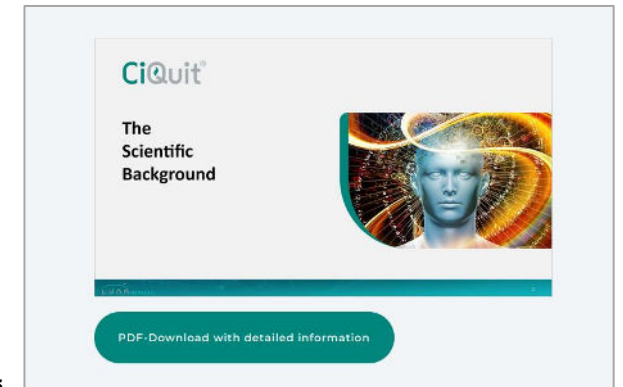 CiQuit®
The
Scientific
Background
PDF-Download with detailed information